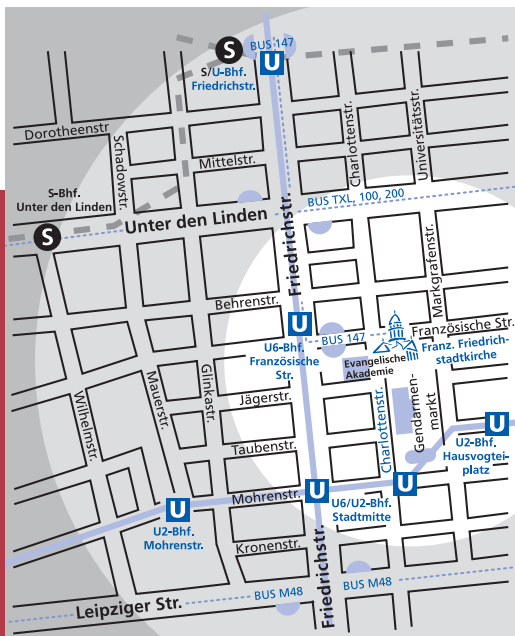 BUS 147
S
U
S/U-Bhf.
Friedrichstr.
Dorotheenstr
Schadowstr.
Mittelstr.
Charlottenstr.
Universitätsstr.
S-Bhf.
Unter den Linden
S
BUS TXL, 100, 200
Unter den Linden
Friedrichstr.
Markgrafenstr.
Behrenstr.
U
BUS 147
Französische Str.
U6-Bhf.
Französische
Str.
Evangelische
Akademie
Franz. Friedrich-
stadtkirche
Wilhelmstr.
Mauerstr.
Glinkastr.
Jägerstr.
Charlottenstr.
Gendarmen-
markt
Taubenstr.
U
U2-Bhf.
Hausvogtei-
platz
Mohrenstr.
U
U
U
U2-Bhf.
Mohrenstr.
U6/U2-Bhf.
Stadtmitte
Kronenstr.
Friedrichstr.
BUS M48
BUS M48
Leipziger Str.